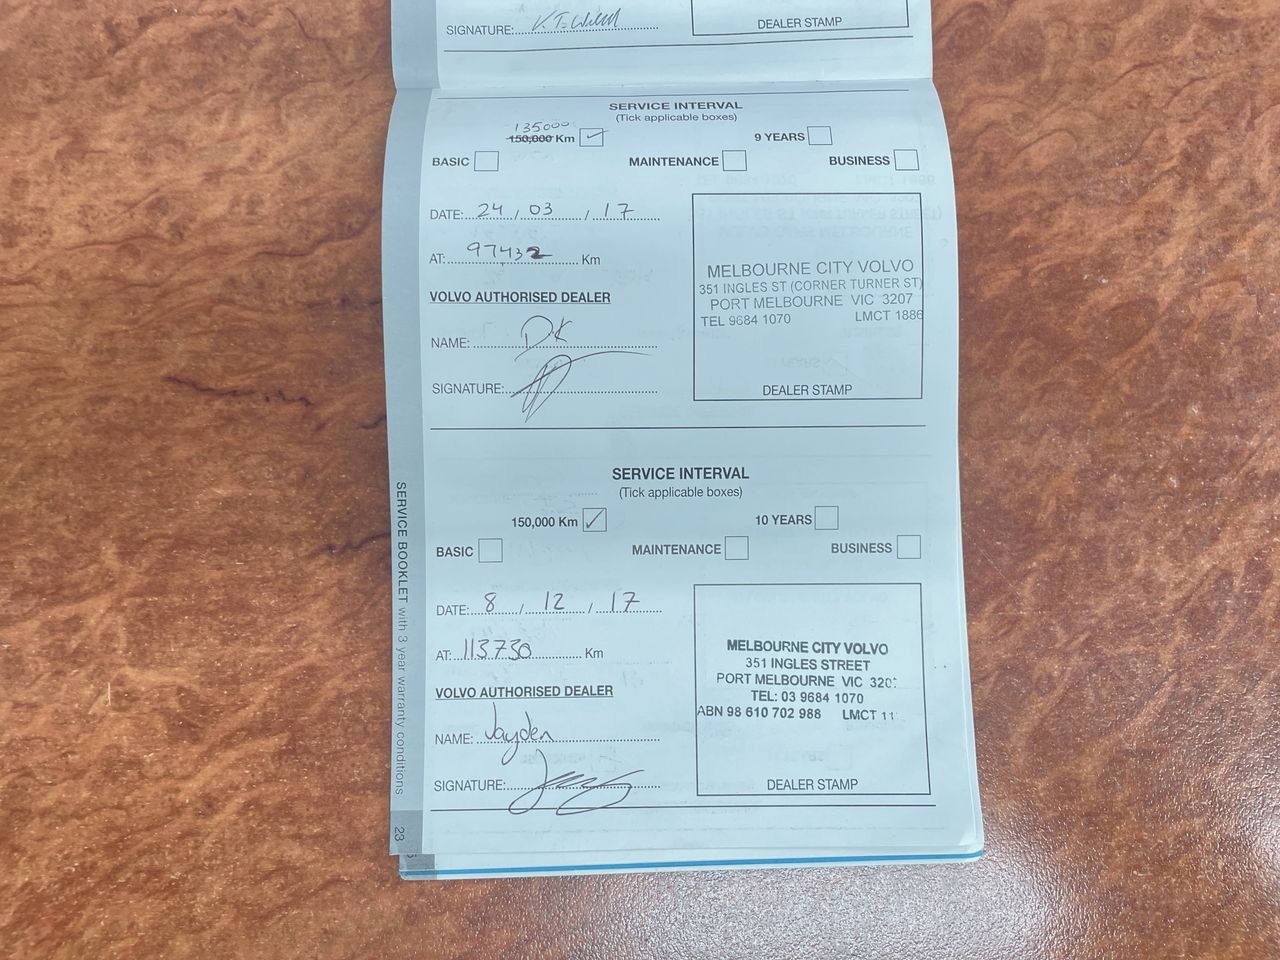 SIGNATURE:
DEALER STAMP
SERVICE INTERVAL
(Tick applicable boxes)
135000
150,000 Km ✓ 9 YEARS
BASIC MAINTENANCE BUSINESS
DATE: 24 / 03 / 17
AT: 97432 Km
VOLVO AUTHORISED DEALER
NAME: DK
SIGNATURE:
MELBOURNE CITY VOLVO
351 INGLES ST (CORNER TURNER ST)
PORT MELBOURNE VIC 3207
TEL 9684 1070 LMCT 1886
DEALER STAMP
SERVICE INTERVAL
(Tick applicable boxes)
150,000 Km ✓ 10 YEARS
BASIC MAINTENANCE BUSINESS
DATE: 8 / 12 / 17
AT: 113730 Km
VOLVO AUTHORISED DEALER
NAME: Jayden
SIGNATURE:
MELBOURNE CITY VOLVO
351 INGLES STREET
PORT MELBOURNE VIC
TEL: 03 9684 1070
ABN 98 610 702 988 LMCT
DEALER STAMP
SERVICE BOOKLET with 3 year warranty conditions
23